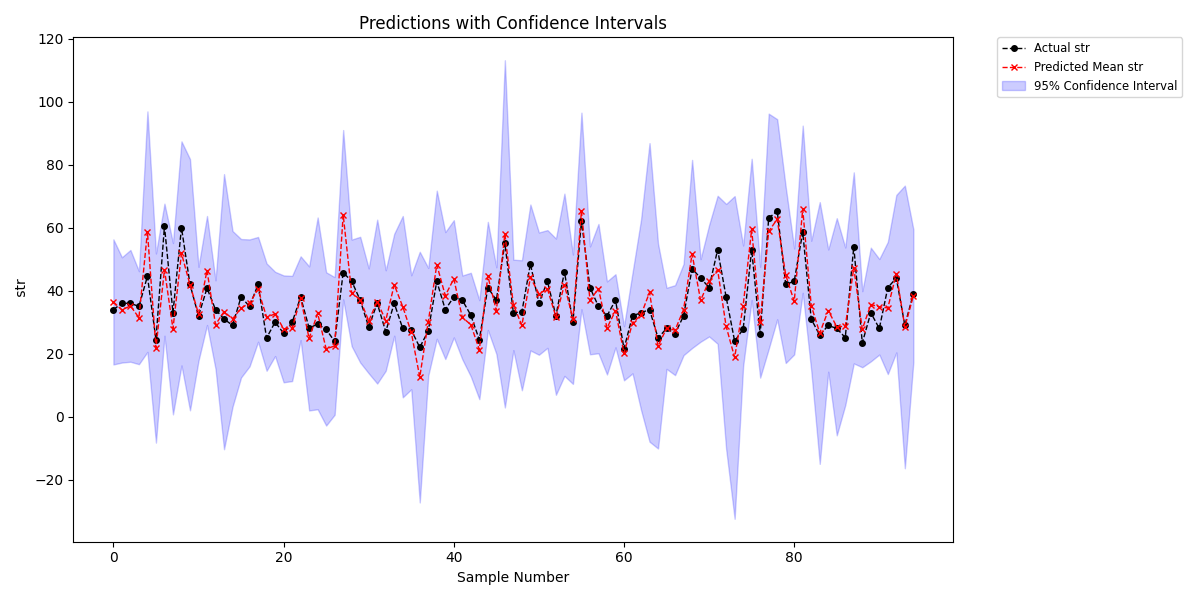 Predictions with Confidence Intervals
120
100
80
60
40
20
0
−20
str
0 20 40 60 80
Sample Number
Actual str
Predicted Mean str
95% Confidence Interval